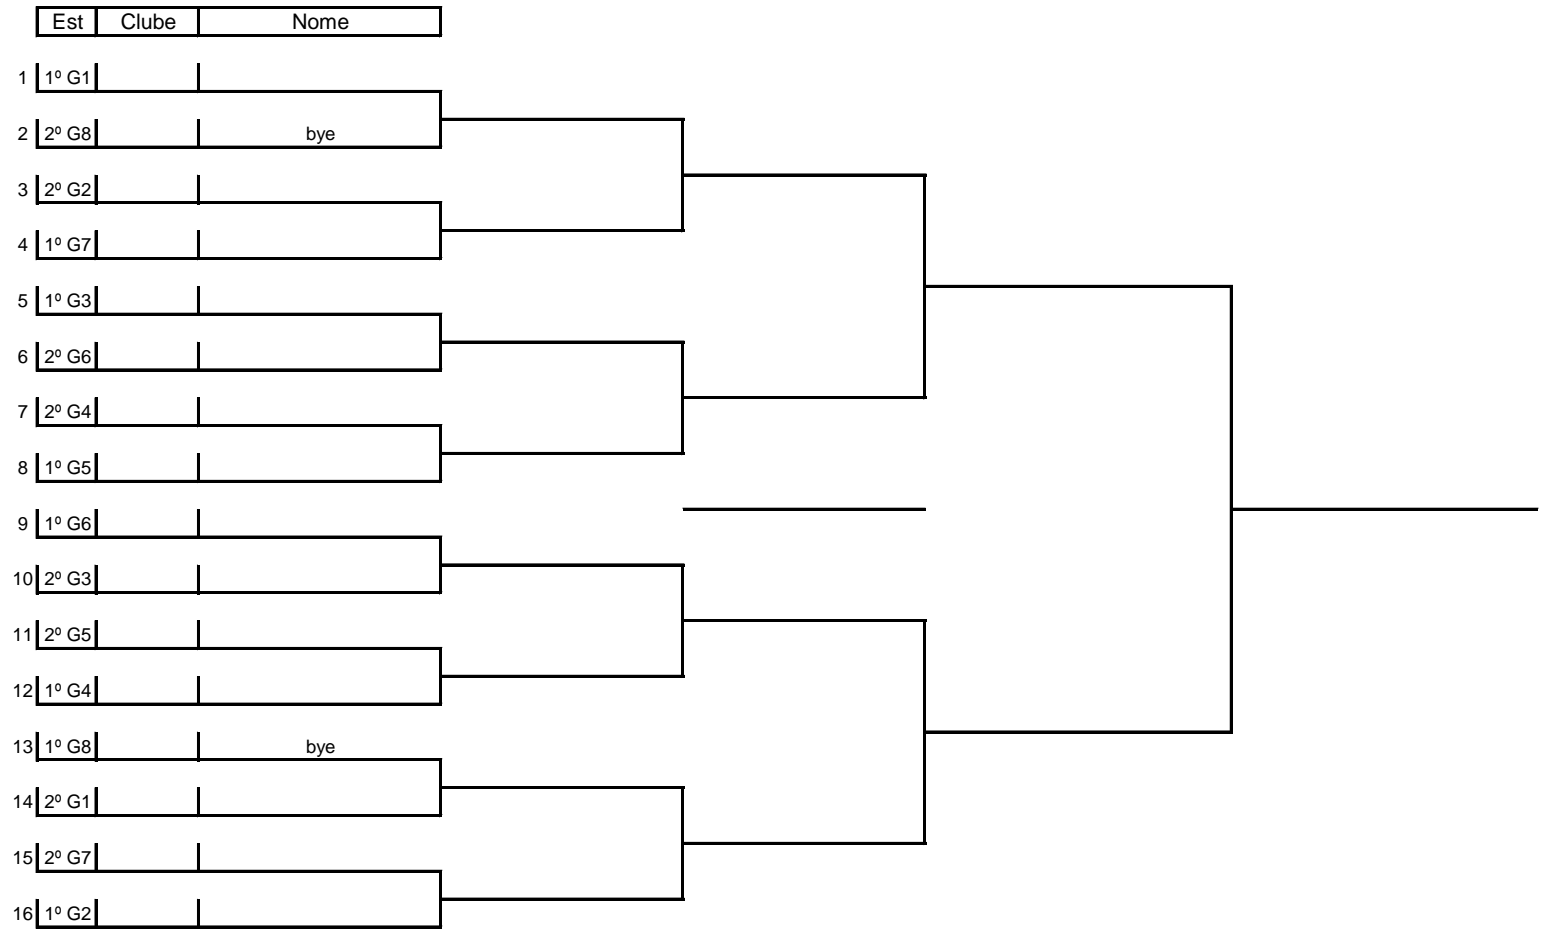 Est Clube Nome
1 1º G1
2 2º G8 bye
3 2º G2
4 1º G7
5 1º G3
6 2º G6
7 2º G4
8 1º G5
9 1º G6
10 2º G3
11 2º G5
12 1º G4
13 1º G8 bye
14 2º G1
15 2º G7
16 1º G2